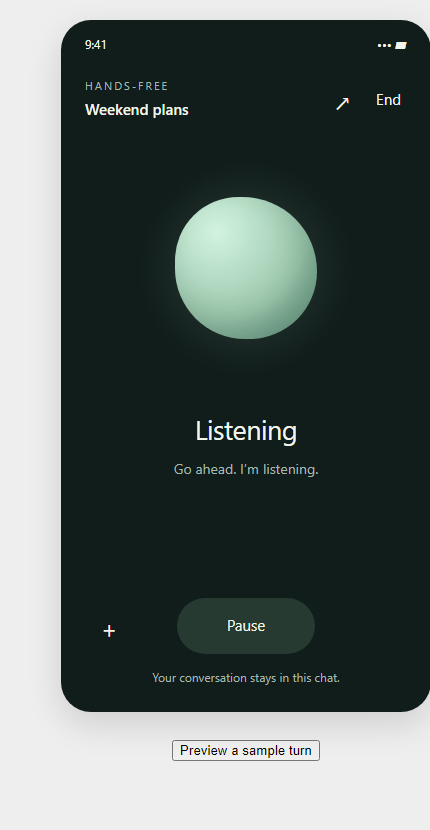 9:41
HANDS-FREE
Weekend plans
End
Listening
Go ahead. I'm listening.
Pause
Your conversation stays in this chat.
Preview a sample turn